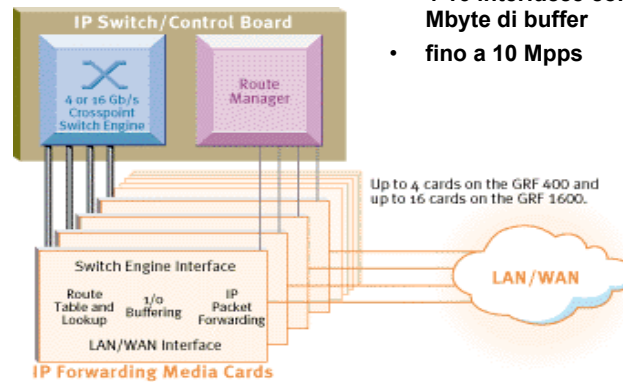 IP Switch/Control Board
Mbyte di buffer
• fino a 10 Mpps
4 or 16 Gb/s
Crosspoint
Switch Engine
Route
Manager
Up to 4 cards on the GRF 400 and
up to 16 cards on the GRF 1600.
Switch Engine Interface
Route
Table and
Lookup
I/O
Buffering
IP
Packet
Forwarding
LAN/WAN Interface
LAN/WAN
IP Forwarding Media Cards